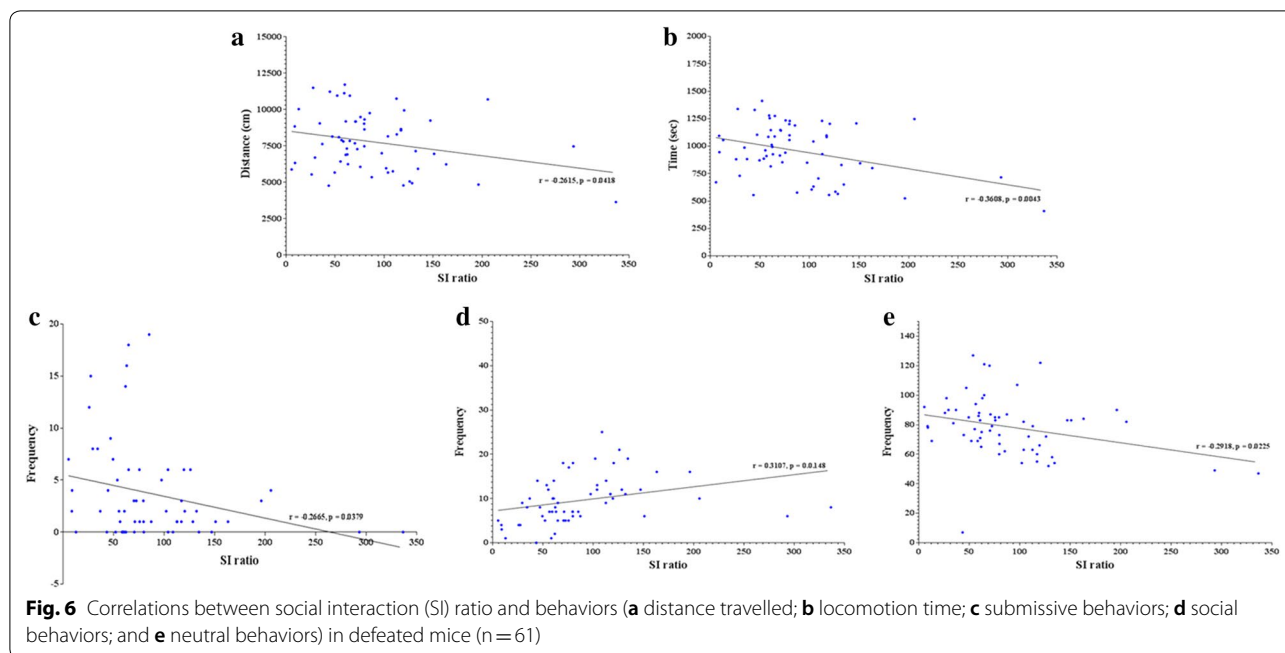 a
15000
12500
10000
7500
5000
2500
0
Distance (cm)
0 50 100 150 200 250 300 350
SI ratio
r = -0.2615, p = 0.0418
b
2000
1750
1500
1250
1000
750
500
250
0
Time (sec)
0 50 100 150 200 250 300 350
SI ratio
r = -0.3608, p = 0.0043
c
20
15
10
5
0
-5
Frequency
50 100 150 200 250 300 350
SI ratio
r = -0.2665, p = 0.0379
d
50
40
30
20
10
0
Frequency
0 50 100 150 200 250 300 350
SI ratio
r = 0.3107, p = 0.0148
e
140
120
100
80
60
40
20
0
Frequency
0 50 100 150 200 250 300 350
SI ratio
r = -0.2918, p = 0.0225
Fig. 6 Correlations between social interaction (SI) ratio and behaviors (a distance travelled; b locomotion time; c submissive behaviors; d social
behaviors; and e neutral behaviors) in defeated mice (n = 61)